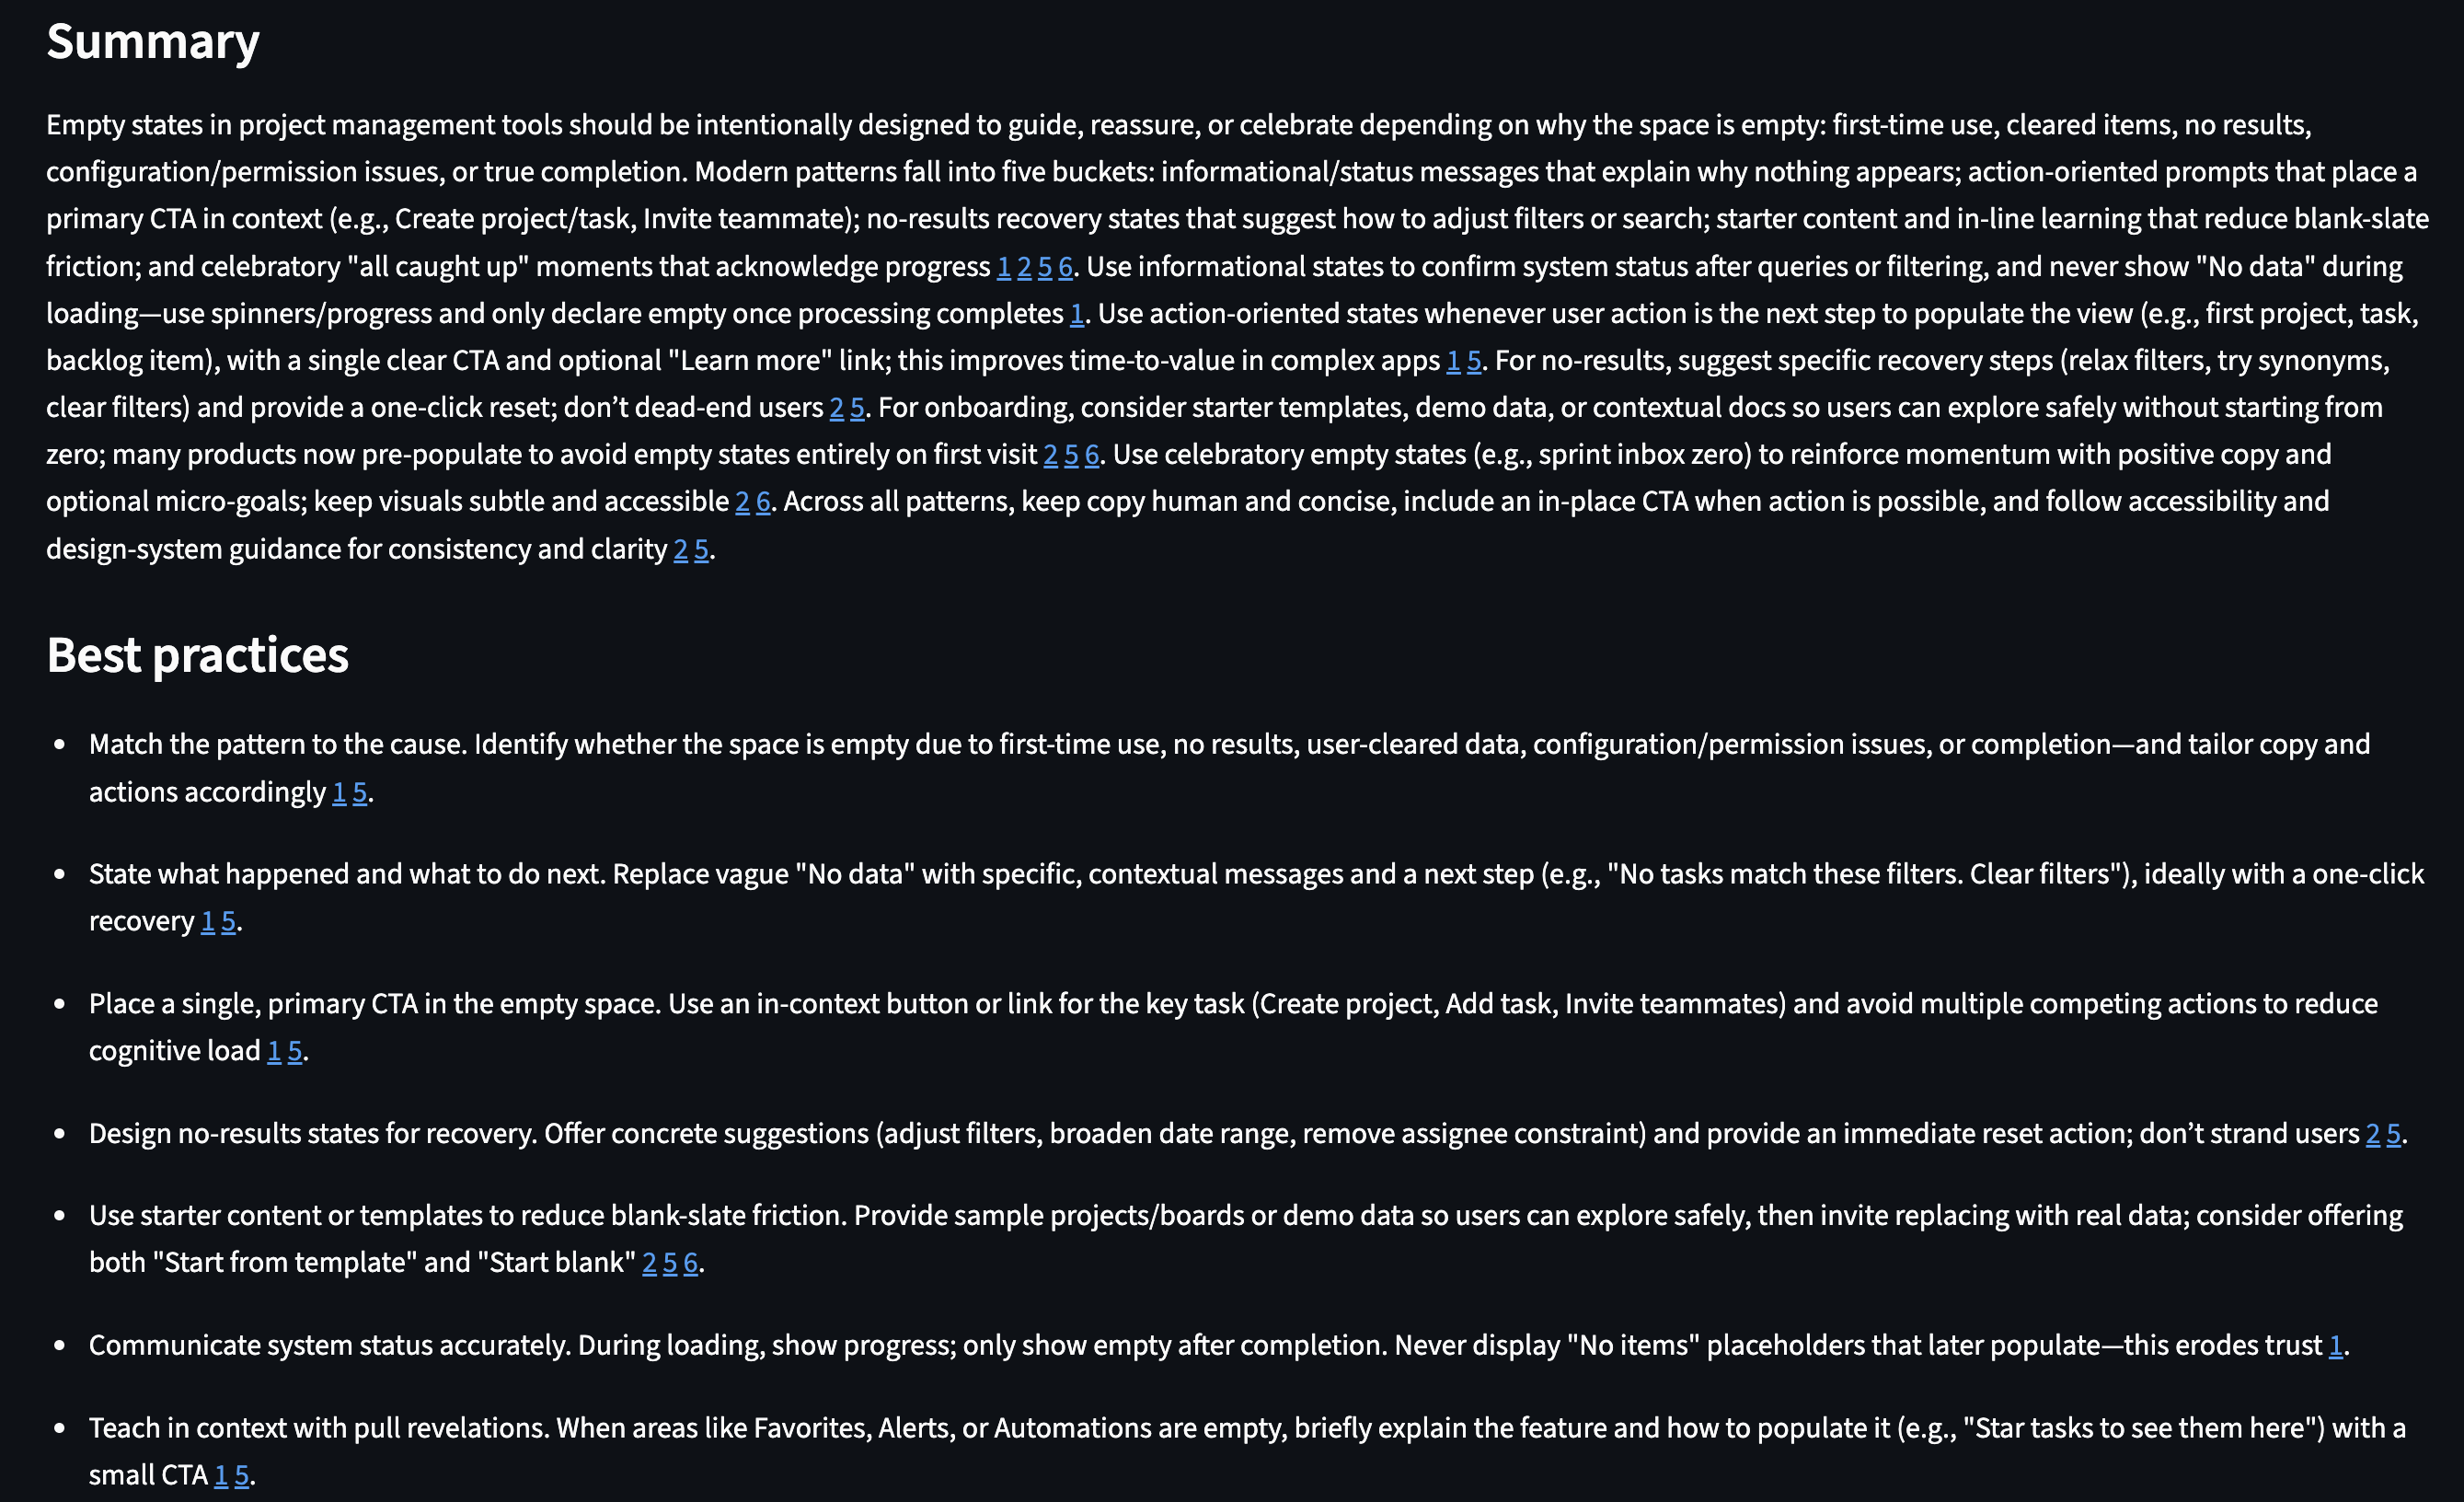 Summary
Empty states in project management tools should be intentionally designed to guide, reassure, or celebrate depending on why the space is empty: first-time use, cleared items, no results,
configuration/permission issues, or true completion. Modern patterns fall into five buckets: informational/status messages that explain why nothing appears; action-oriented prompts that place a
primary CTA in context (e.g., Create project/task, Invite teammate); no-results recovery states that suggest how to adjust filters or search; starter content and in-line learning that reduce blank-slate
friction; and celebratory "all caught up" moments that acknowledge progress 1 2 5 6. Use informational states to confirm system status after queries or filtering, and never show "No data" during
loading—use spinners/progress and only declare empty once processing completes 1. Use action-oriented states whenever user action is the next step to populate the view (e.g., first project, task,
backlog item), with a single clear CTA and optional "Learn more" link; this improves time-to-value in complex apps 1 5. For no-results, suggest specific recovery steps (relax filters, try synonyms,
clear filters) and provide a one-click reset; don’t dead-end users 2 5. For onboarding, consider starter templates, demo data, or contextual docs so users can explore safely without starting from
zero; many products now pre-populate to avoid empty states entirely on first visit 2 5 6. Use celebratory empty states (e.g., sprint inbox zero) to reinforce momentum with positive copy and
optional micro-goals; keep visuals subtle and accessible 2 6. Across all patterns, keep copy human and concise, include an in-place CTA when action is possible, and follow accessibility and
design-system guidance for consistency and clarity 2 5.
Best practices
• Match the pattern to the cause. Identify whether the space is empty due to first-time use, no results, user-cleared data, configuration/permission issues, or completion—and tailor copy and
actions accordingly 1 5.
• State what happened and what to do next. Replace vague "No data" with specific, contextual messages and a next step (e.g., "No tasks match these filters. Clear filters"), ideally with a one-click
recovery 1 5.
• Place a single, primary CTA in the empty space. Use an in-context button or link for the key task (Create project, Add task, Invite teammates) and avoid multiple competing actions to reduce
cognitive load 1 5.
• Design no-results states for recovery. Offer concrete suggestions (adjust filters, broaden date range, remove assignee constraint) and provide an immediate reset action; don’t strand users 2 5.
• Use starter content or templates to reduce blank-slate friction. Provide sample projects/boards or demo data so users can explore safely, then invite replacing with real data; consider offering
both "Start from template" and "Start blank" 2 5 6.
• Communicate system status accurately. During loading, show progress; only show empty after completion. Never display "No items" placeholders that later populate—this erodes trust 1.
• Teach in context with pull revelations. When areas like Favorites, Alerts, or Automations are empty, briefly explain the feature and how to populate it (e.g., "Star tasks to see them here") with a
small CTA 1 5.